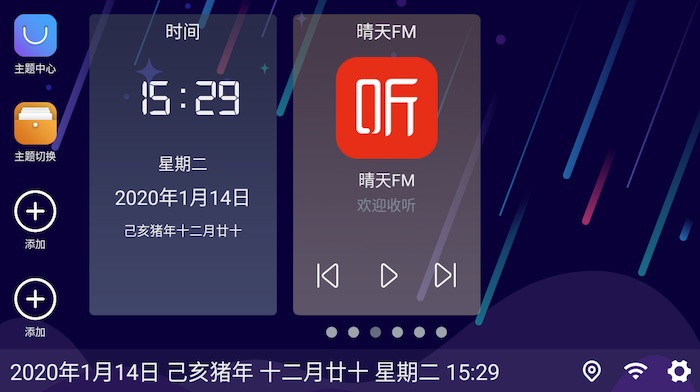 主题中心
主题切换
添加
添加
时间
15:29
星期二
2020年1月14日
己亥猪年十二月廿十
晴天FM
听
晴天FM
欢迎收听
2020年1月14日 己亥猪年 十二月廿十 星期二 15:29